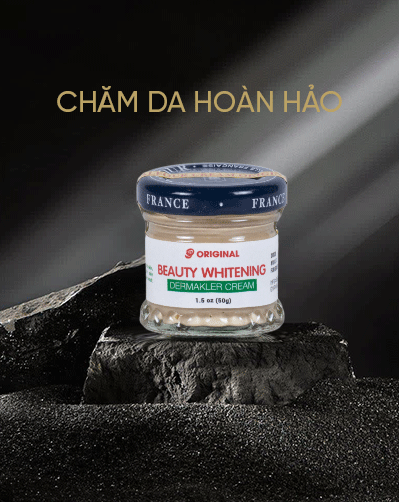 CHĂM DA HOÀN HẢO
FRANCE FRANCE
ORIGINAL
BEAUTY WHITENING
DERMAKLER CREAM
1.5 oz (50g)